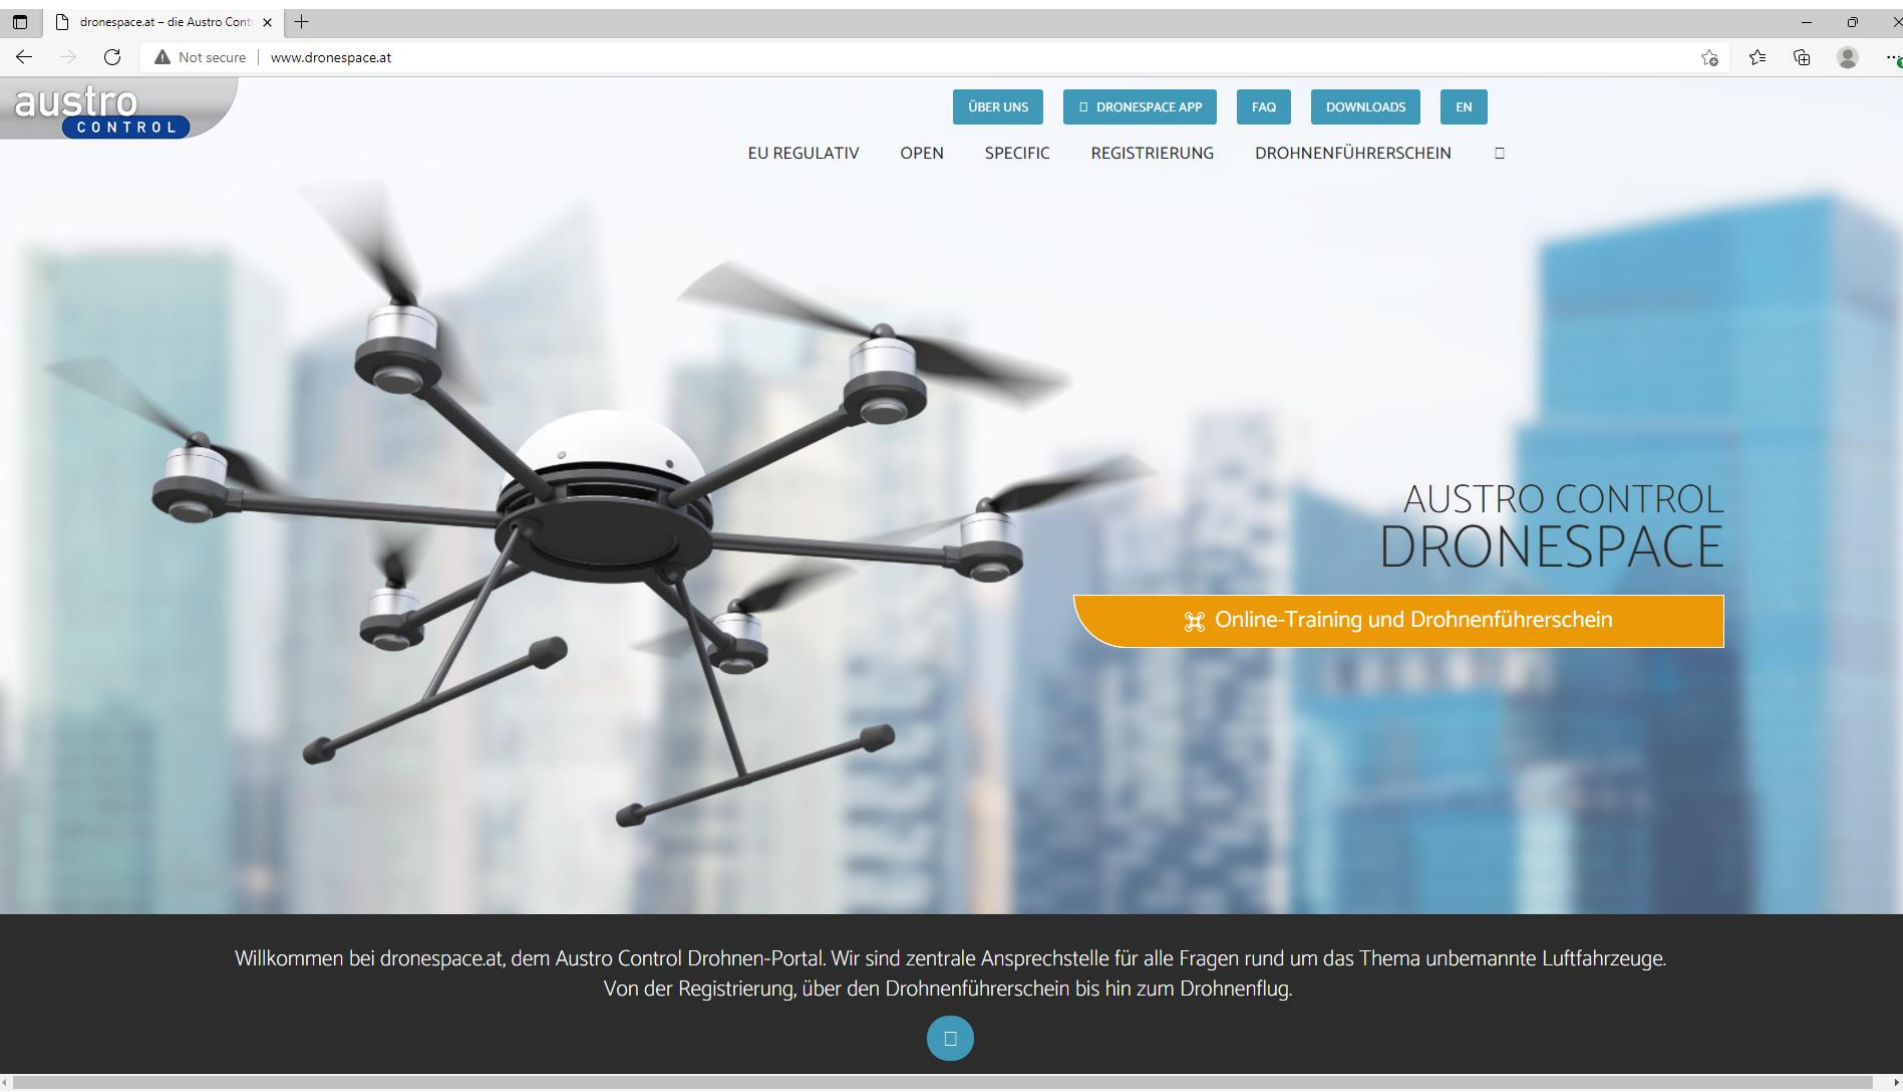 dronespace.at – die Austro Cont
Not secure | www.dronespace.at
austro
CONTROL
ÜBER UNS DRONESPACE APP FAQ DOWNLOADS EN
EU REGULATIV OPEN SPECIFIC REGISTRIERUNG DROHNENFÜHRERSCHEIN
AUSTRO CONTROL
DRONESPACE
Online-Training und Drohnenführerschein
Willkommen bei dronespace.at, dem Austro Control Drohnen-Portal. Wir sind zentrale Ansprechstelle für alle Fragen rund um das Thema unbemannte Luftfahrzeuge.
Von der Registrierung, über den Drohnenführerschein bis hin zum Drohnenflug.